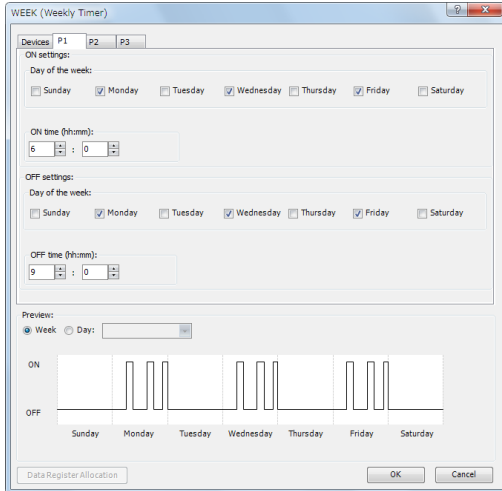 WEEK (Weekly Timer)
Devices P1 P2 P3
ON settings:
Day of the week:
Sunday Monday Tuesday Wednesday Thursday Friday Saturday
ON time (hh:mm):
6 : 0
OFF settings:
Day of the week:
Sunday Monday Tuesday Wednesday Thursday Friday Saturday
OFF time (hh:mm):
9 : 0
Preview:
Week Day:
ON
OFF
Sunday Monday Tuesday Wednesday Thursday Friday Saturday
Data Register Allocation OK Cancel